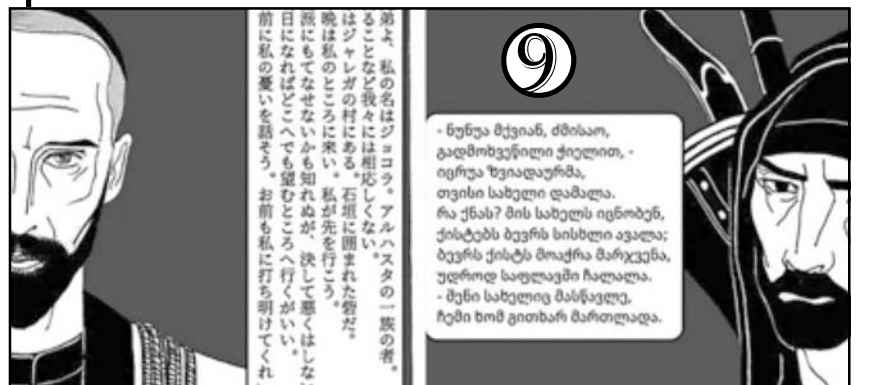 弟よ、私の名はジョコラ。アルハスタの一族の者。
ることなど我々には相応しくない。
はジャレガの村にある。石垣に囲まれた砦だ。
晩は私のところに来い。私が先を行こう。
派にもてなせないかも知れぬが、決して悪くはしな
日になればどこへでも望むところへ行くがいい。
前に私の憂いを話そう。お前も私に打ち明けてくれ
9
- ნუნუა მქვიან, ძმისაო,
გადმოხვეწილი ჭიელით, -
იცრუა ზვიადაურმა,
თვისი სახელი დამალა.
რა ქნას? მის სახელს იცნობენ,
ქისტებს ბევრს სისხლი ავალა;
ბევრს ქისტს მოაჭრა მარჯვენა,
უდროდ საფლავში ჩალალა.
- შენი სახელიც მასწავლე,
ჩემი ხომ გითხარ მართლადა.